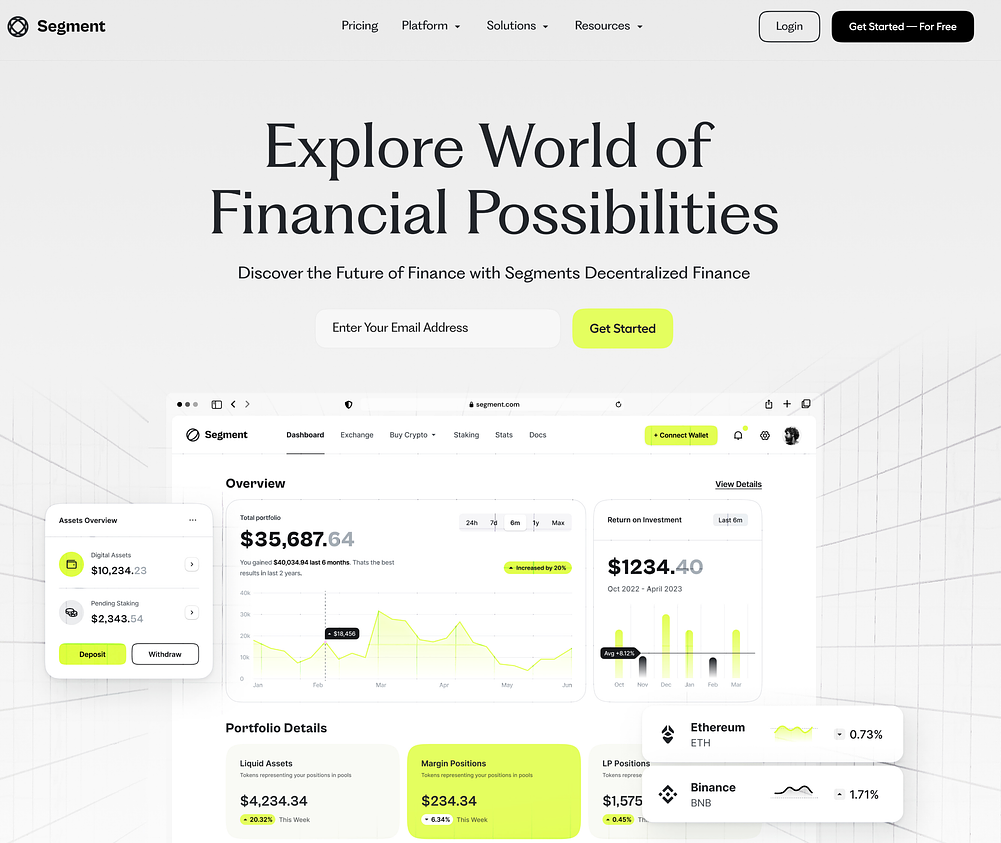 Segment
Pricing
Platform
Solutions
Resources
Login
Get Started — For Free
Explore World of
Financial Possibilities
Discover the Future of Finance with Segments Decentralized Finance
Enter Your Email Address
Get Started
segment.com
Segment
Dashboard
Exchange
Buy Crypto
Staking
Stats
Docs
+ Connect Wallet
Overview
View Details
Assets Overview
Digital Assets
$10,234.23
Pending Staking
$2,343.54
Deposit
Withdraw
Total portfolio
$35,687.64
24h
7d
6m
1y
Max
You gained $40,034.94 last 6 months. Thats the best
results in last 2 years.
Increased by 20%
40k
30k
20k
10k
0
$18,456
Jan
Feb
Mar
Apr
May
Jun
Return on Investment
Last 6m
$1234.40
Oct 2022 - April 2023
Avg +8.12%
Oct
Nov
Dec
Jan
Feb
Mar
Portfolio Details
Liquid Assets
Tokens representing your positions in pools
$4,234.34
20.32%
This Week
Margin Positions
Tokens representing your positions in pools
$234.34
6.34%
This Week
LP Positions
Tokens represe
$1,575
0.45%
Th
Ethereum
ETH
0.73%
Binance
BNB
1.71%